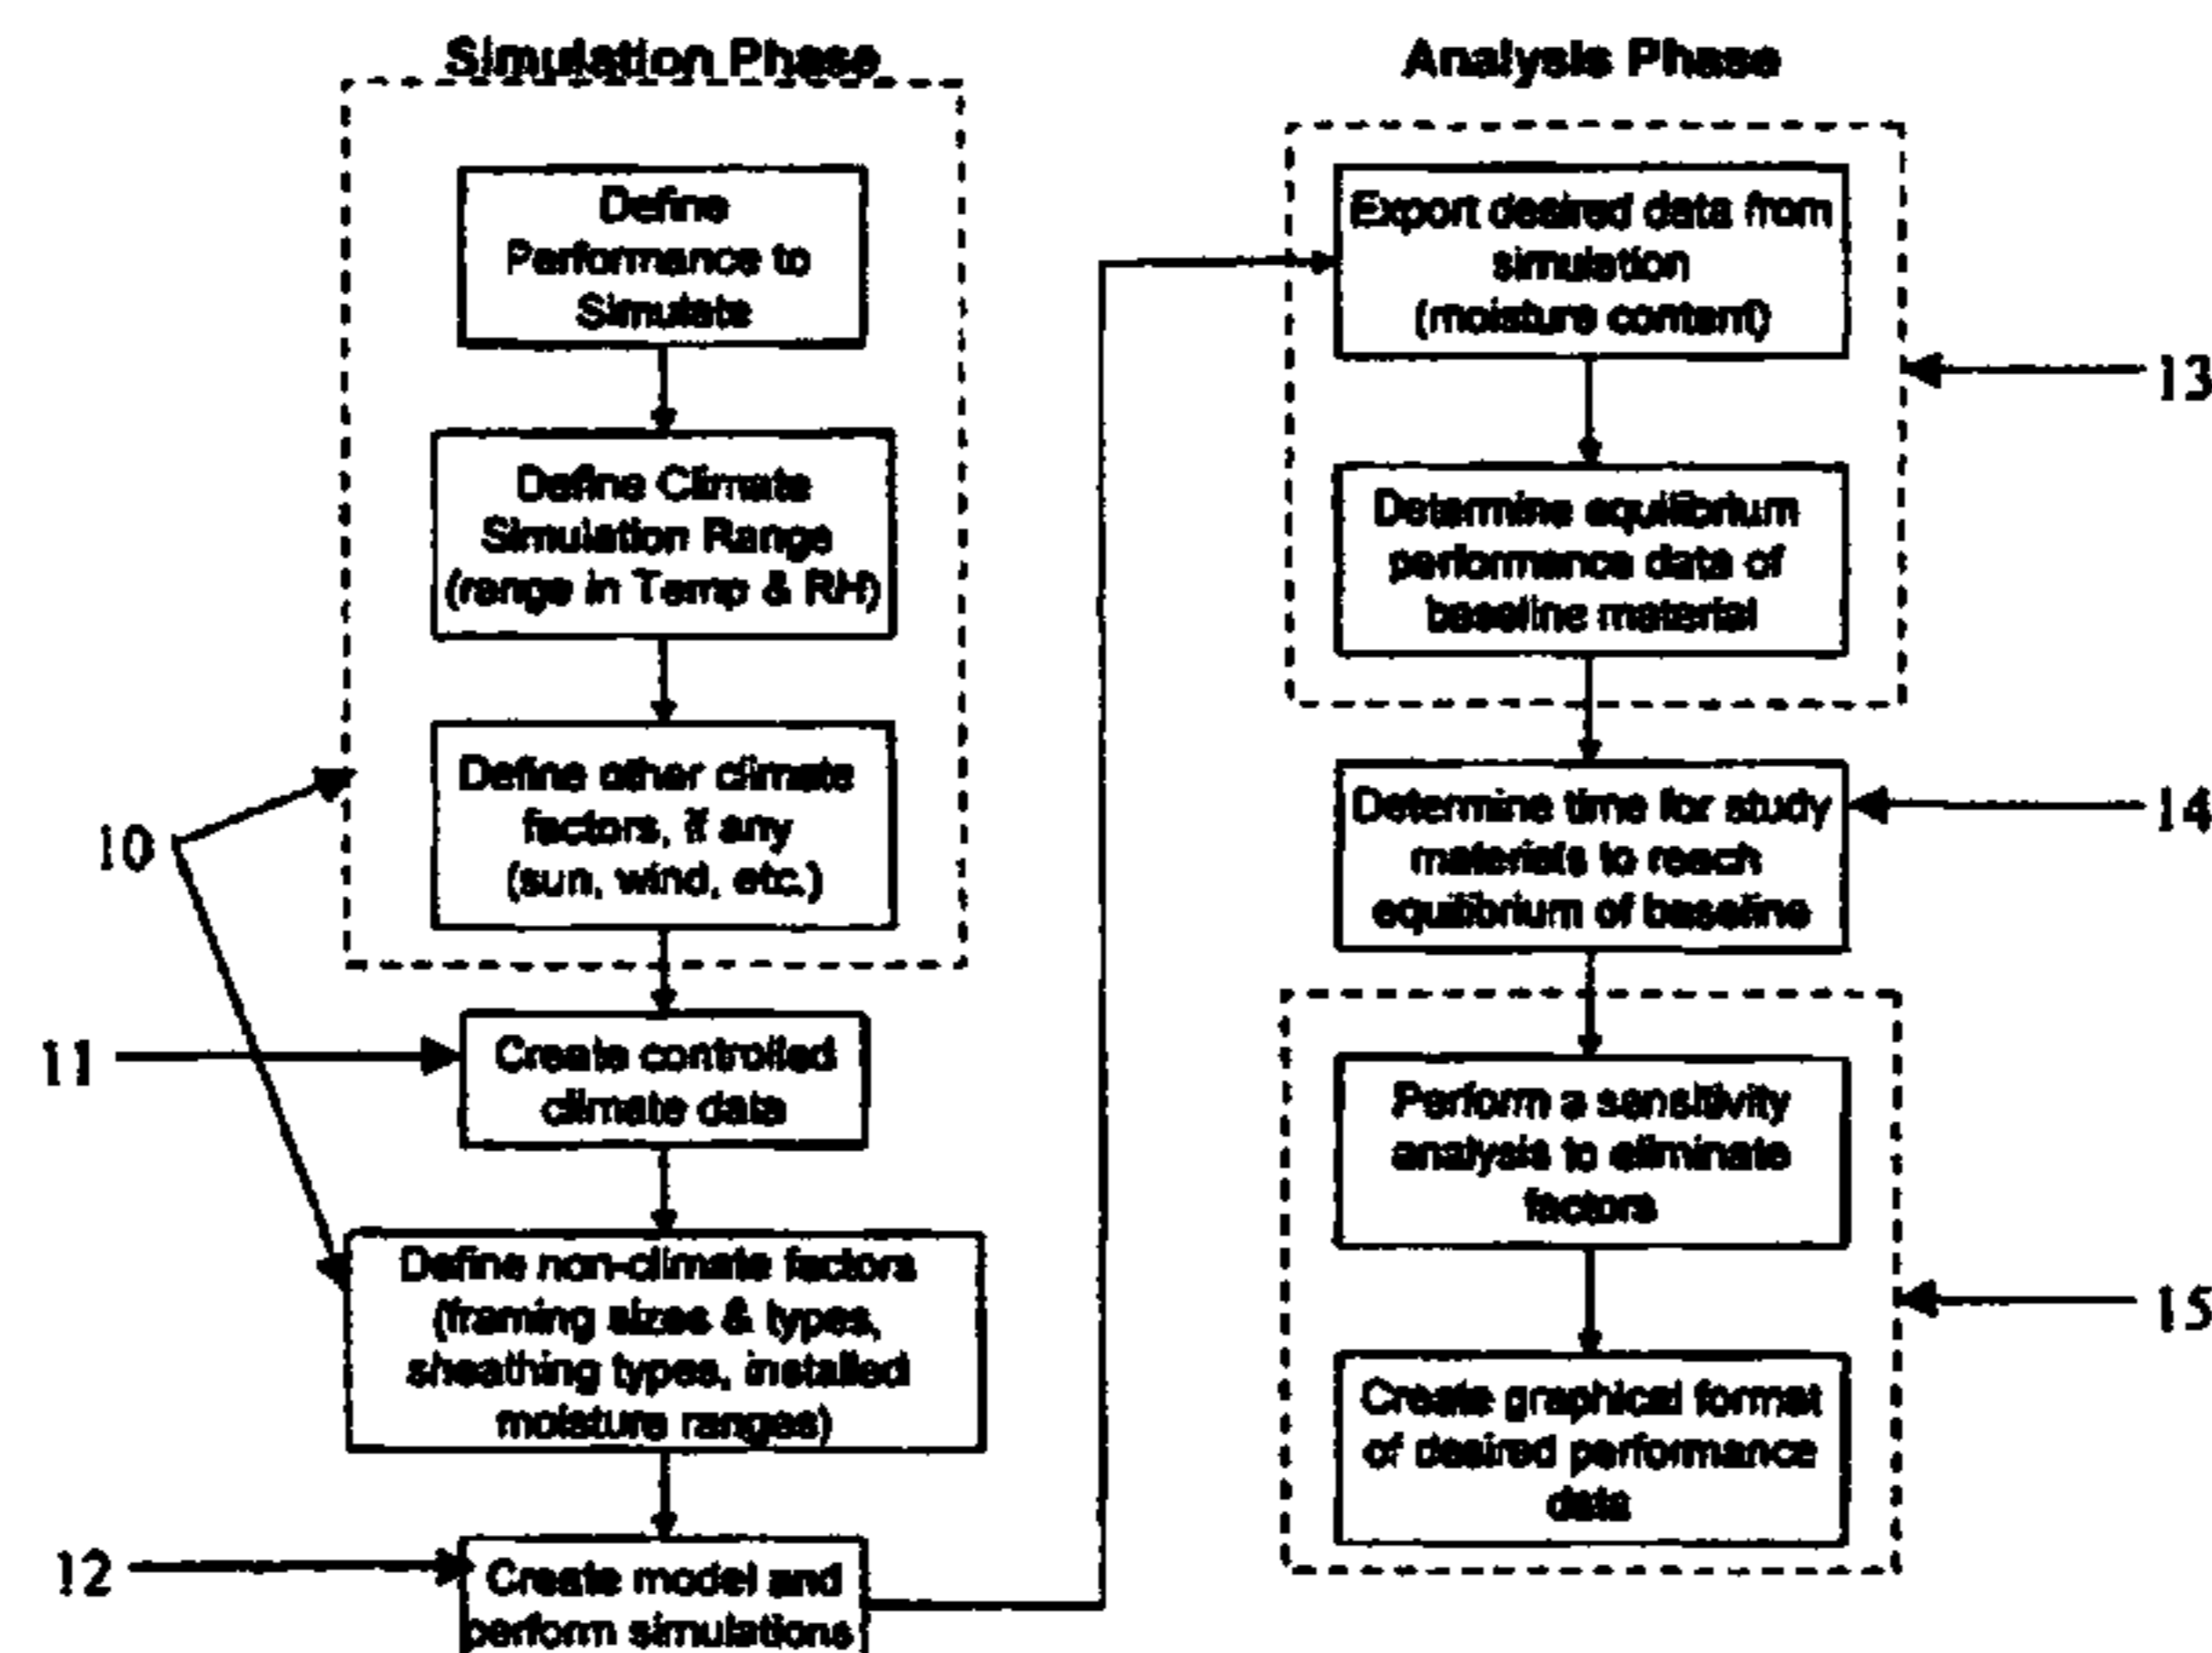 Simulation Phase
Define
Performance to
Simulate
Define Climate
Simulation Range
(range in Temp & RH)
Define other climate
factors, if any
(sun, wind, etc.)
10
11
Create controlled
climate data
Define non-climate factors
(framing sizes & types,
sheathing types, installed
moisture ranges)
12
Create model and
perform simulations
Analysis Phase
Export desired data from
simulation
(moisture content)
13
Determine equilibrium
performance data of
baseline material
Determine time for study
materials to reach
equilibrium of baseline
14
Perform a sensitivity
analysis to eliminate
factors
15
Create graphical format
of desired performance
data